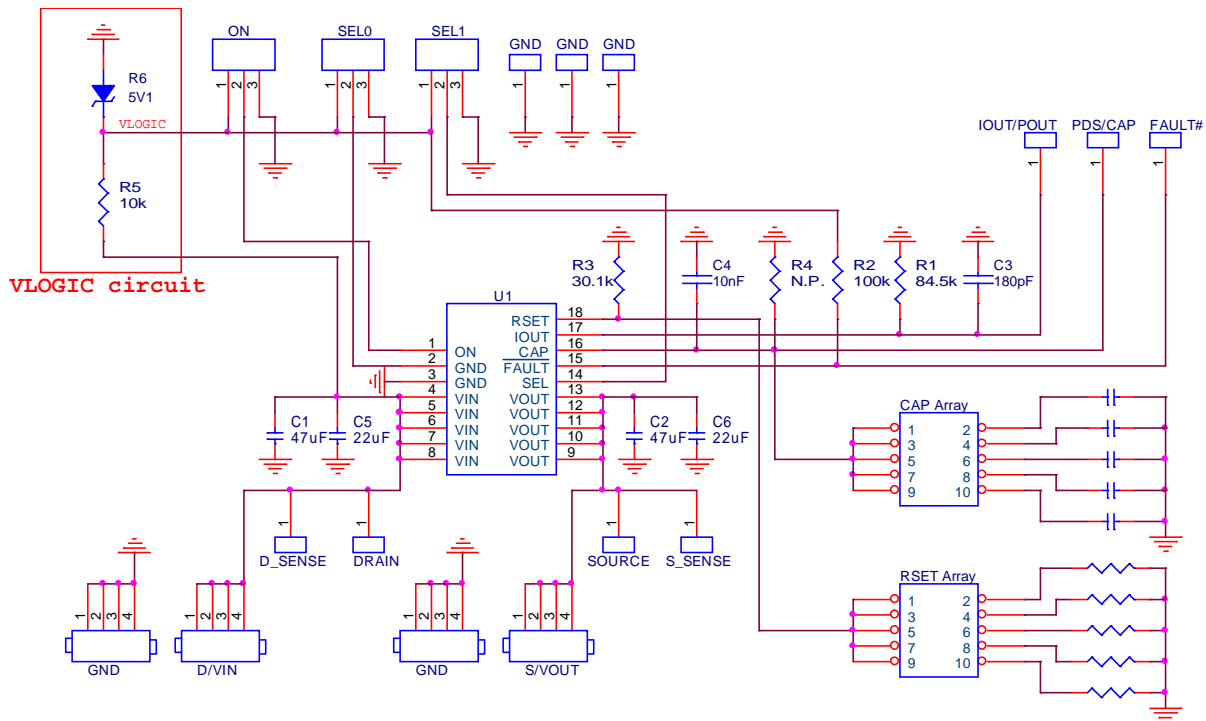 ON SEL0 SEL1 GND GND GND
1 2 3 1 2 3 1 2 3 1 1 1
R6
5V1
VLOGIC
IOUT/POUT PDS/CAP FAULT#
1 1 1
R5
10k
VLOGIC circuit
R3
30.1k
C4
10nF
R4
N.P.
R2
100k
R1
84.5k
C3
180pF
U1
RSET 18
IOUT 17
1 ON CAP 16
2 GND FAULT 15
3 GND SEL 14
4 VIN VOUT 13
5 VIN VOUT 12
6 VIN VOUT 11
7 VIN VOUT 10
8 VIN VOUT 9
C1
47uF
C5
22uF
C2
47uF
C6
22uF
CAP Array
1 2
3 4
5 6
7 8
9 10
1 1 1 1
D_SENSE DRAIN SOURCE S_SENSE
RSET Array
1 2
3 4
5 6
7 8
9 10
1 2 3 4 1 2 3 4 1 2 3 4 1 2 3 4
GND D/VIN GND S/VOUT